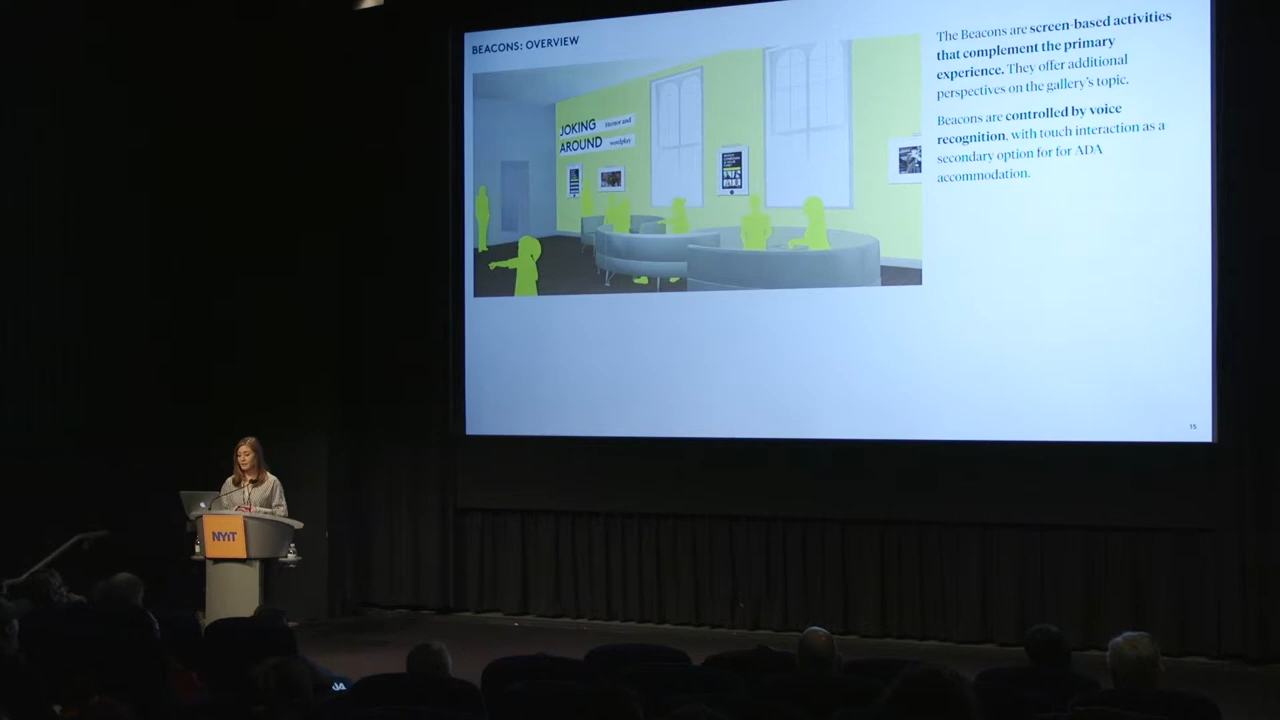 BEACONS: OVERVIEW
JOKING
AROUND
Humor and
wordplay
The Beacons are screen-based activities
that complement the primary
experience. They offer additional
perspectives on the gallery's topic.
Beacons are controlled by voice
recognition, with touch interaction as a
secondary option for for ADA
accommodation.
15
NYIT